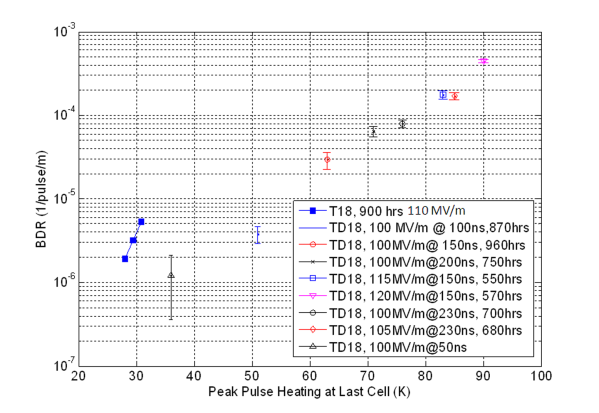 10-3
10-4
10-5
10-6
10-7
BDR (1/pulse/m)
T18, 900 hrs 110 MV/m
TD18, 100 MV/m @ 100ns,870hrs
TD18, 100MV/m@ 150ns, 960hrs
TD18, 100MV/m@200ns, 750hrs
TD18, 115MV/m@150ns, 550hrs
TD18, 120MV/m@150ns, 570hrs
TD18, 100MV/m@230ns, 700hrs
TD18, 105MV/m@230ns, 680hrs
TD18, 100MV/m@50ns
20 30 40 50 60 70 80 90 100
Peak Pulse Heating at Last Cell (K)